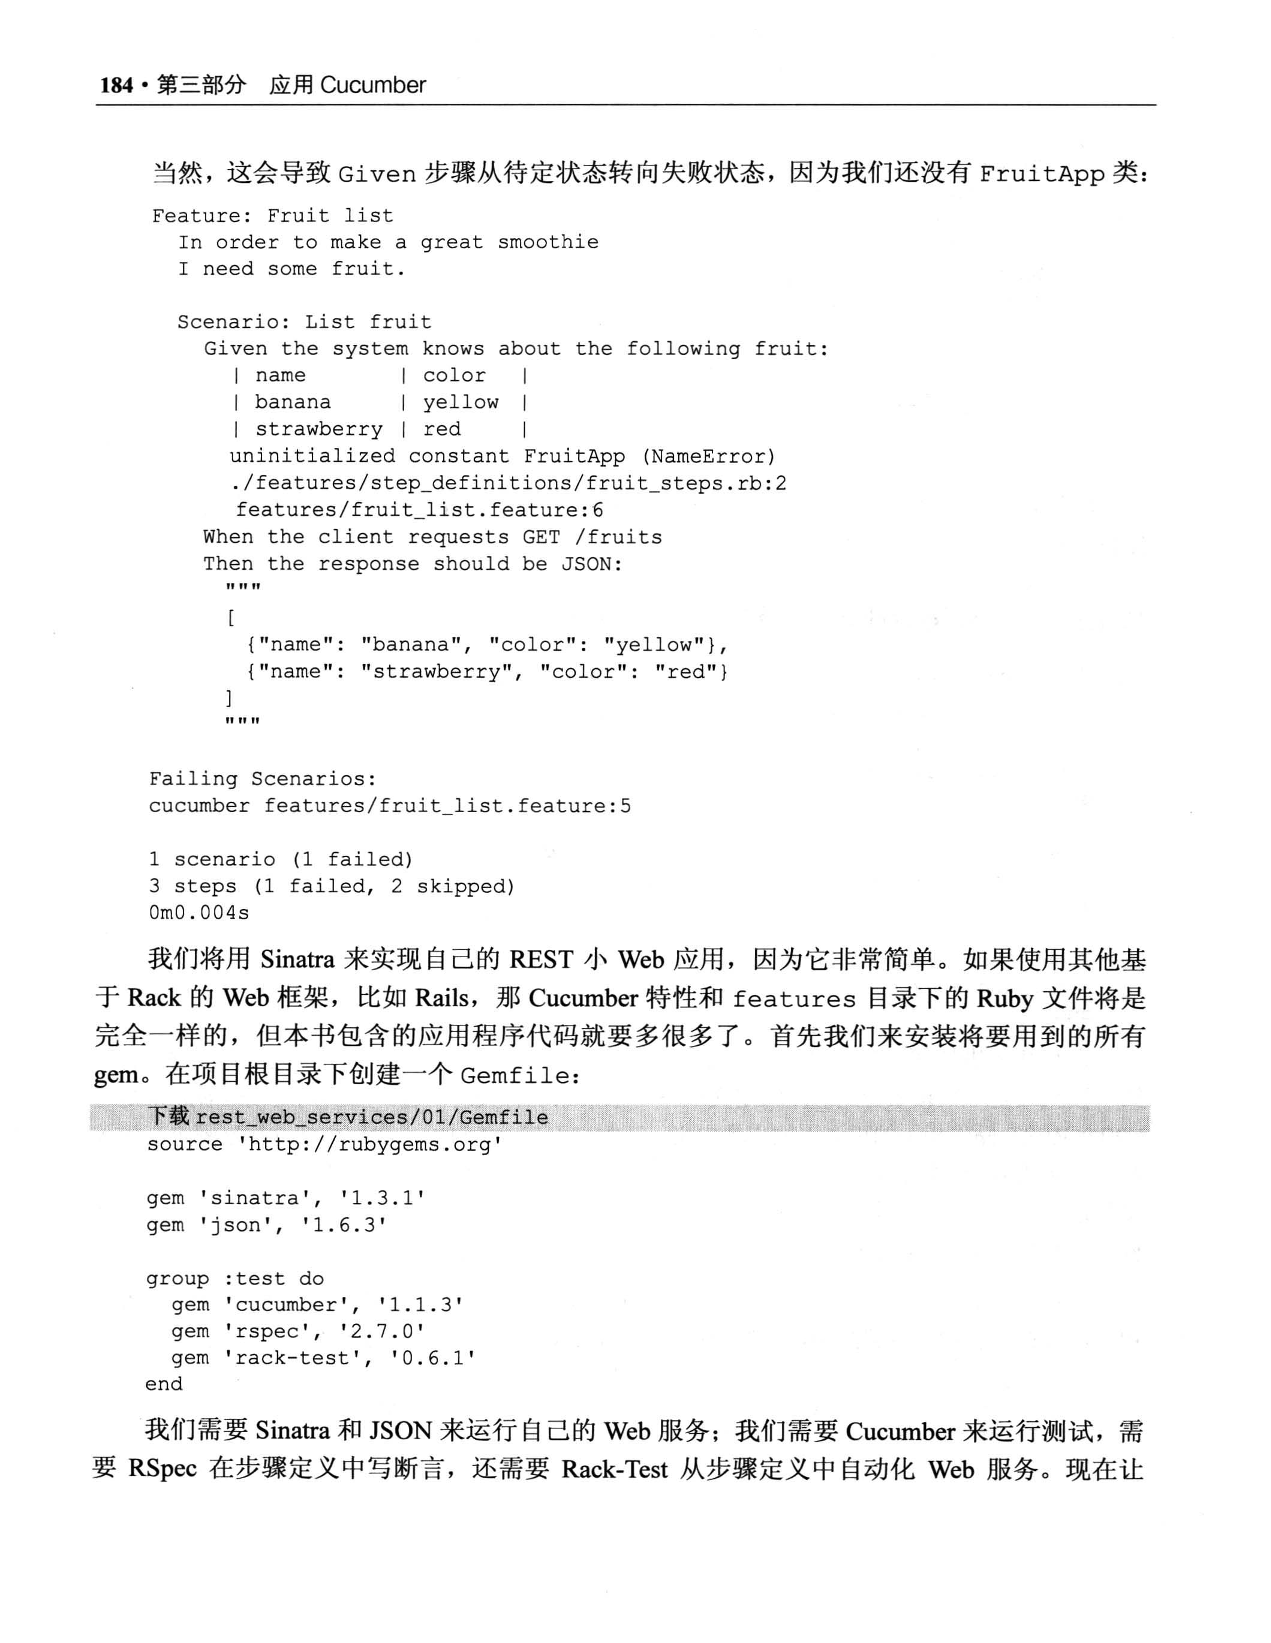 184 · 第三部分 应用 Cucumber
当然，这会导致 Given 步骤从待定状态转向失败状态，因为我们还没有 FruitApp 类：
Feature: Fruit list
  In order to make a great smoothie
  I need some fruit.

  Scenario: List fruit
    Given the system knows about the following fruit:
      | name       | color  |
      | banana     | yellow |
      | strawberry | red    |
      uninitialized constant FruitApp (NameError)
      ./features/step_definitions/fruit_steps.rb:2
      features/fruit_list.feature:6
    When the client requests GET /fruits
    Then the response should be JSON:
      """
      [
        {"name": "banana", "color": "yellow"},
        {"name": "strawberry", "color": "red"}
      ]
      """

Failing Scenarios:
cucumber features/fruit_list.feature:5

1 scenario (1 failed)
3 steps (1 failed, 2 skipped)
0m0.004s
我们将用 Sinatra 来实现自己的 REST 小 Web 应用，因为它非常简单。如果使用其他基
于 Rack 的 Web 框架，比如 Rails，那 Cucumber 特性和 features 目录下的 Ruby 文件将是
完全一样的，但本书包含的应用程序代码就要多很多了。首先我们来安装将要用到的所有
gem。在项目根目录下创建一个 Gemfile：
下载 rest_web_services/01/Gemfile
source 'http://rubygems.org'

gem 'sinatra', '1.3.1'
gem 'json', '1.6.3'

group :test do
  gem 'cucumber', '1.1.3'
  gem 'rspec', '2.7.0'
  gem 'rack-test', '0.6.1'
end
我们需要 Sinatra 和 JSON 来运行自己的 Web 服务；我们需要 Cucumber 来运行测试，需
要 RSpec 在步骤定义中写断言，还需要 Rack-Test 从步骤定义中自动化 Web 服务。现在让